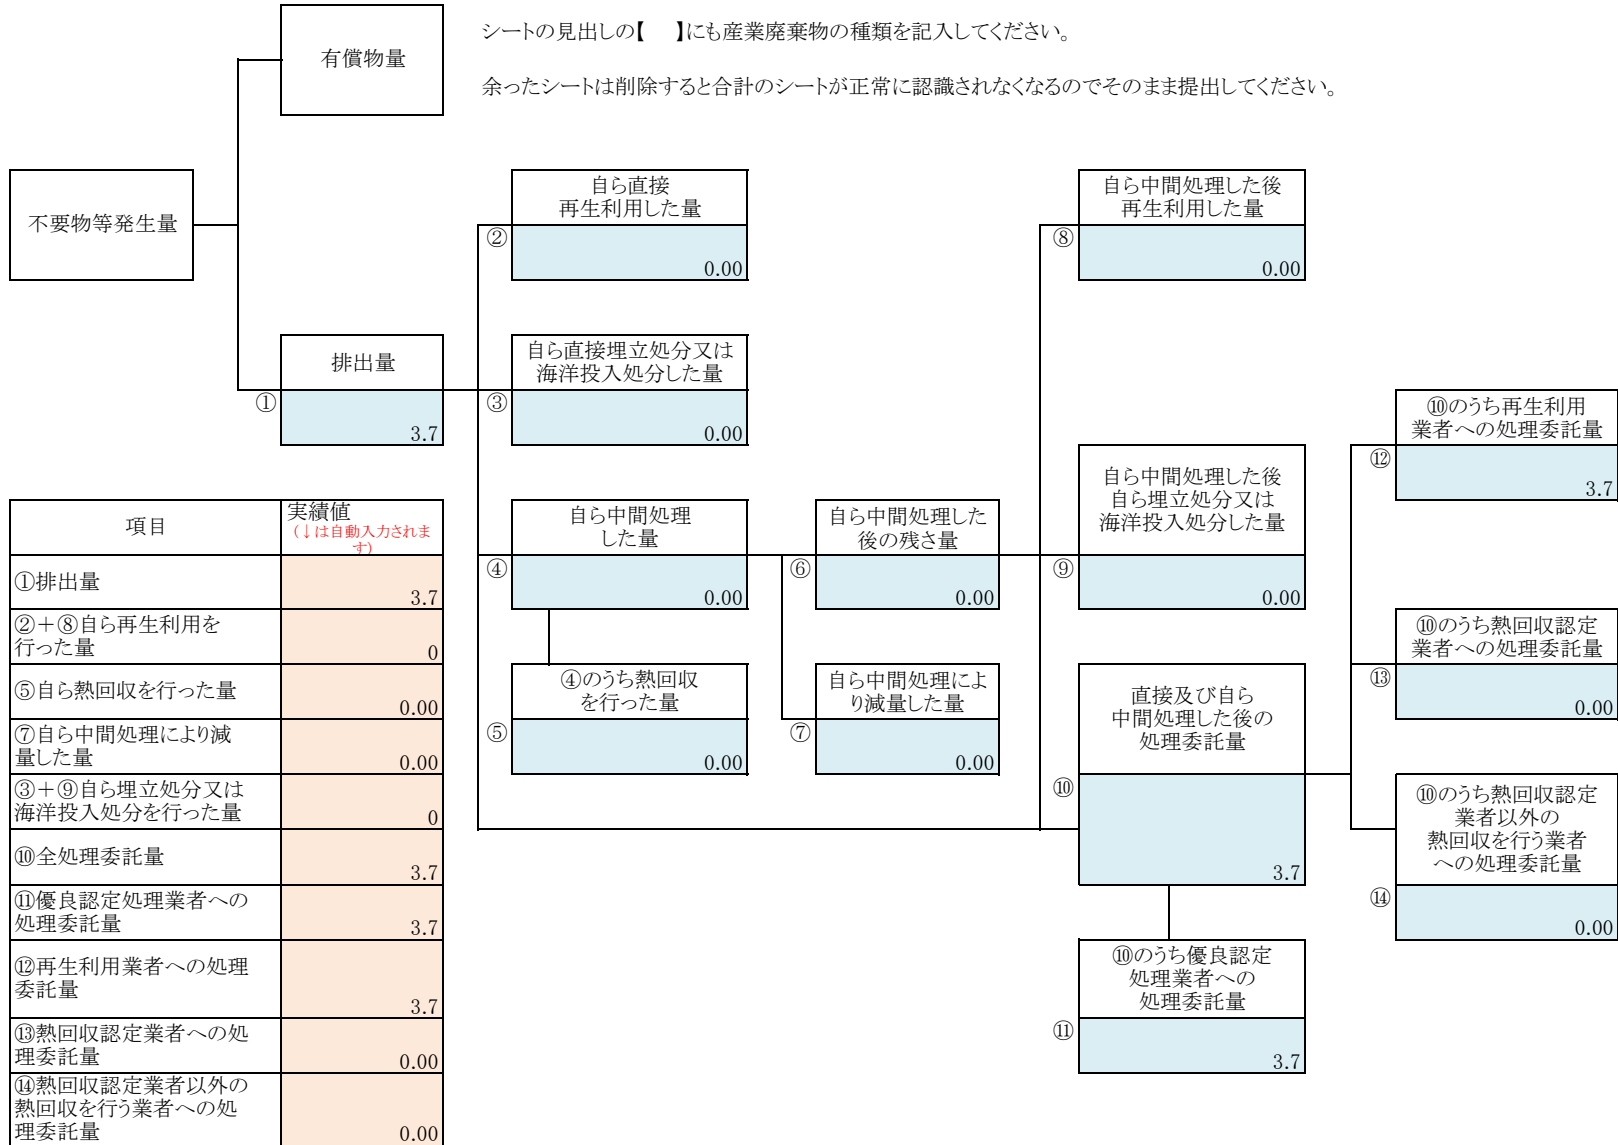 シートの見出しの【　】にも産業廃棄物の種類を記入してください。
有償物量
余ったシートは削除すると合計のシートが正常に認識されなくなるのでそのまま提出してください。
不要物等発生量
自ら直接
再生利用した量
②
0.00
自ら中間処理した後
再生利用した量
⑧
0.00
排出量
①
3.7
自ら直接埋立処分又は
海洋投入処分した量
③
0.00
⑩のうち再生利用
業者への処理委託量
⑫
3.7
自ら中間処理
した量
④
0.00
自ら中間処理した
後の残さ量
⑥
0.00
自ら中間処理した後
自ら埋立処分又は
海洋投入処分した量
⑨
0.00
⑩のうち熱回収認定
業者への処理委託量
⑬
0.00
④のうち熱回収
を行った量
⑤
0.00
自ら中間処理によ
り減量した量
⑦
0.00
直接及び自ら
中間処理した後の
処理委託量
⑩
3.7
⑩のうち熱回収認定
業者以外の
熱回収を行う業者
への処理委託量
⑭
0.00
⑩のうち優良認定
処理業者への
処理委託量
⑪
3.7
項目
実績値
(↓は自動入力されま
す)
①排出量
3.7
②＋⑧自ら再生利用を
行った量
0
⑤自ら熱回収を行った量
0.00
⑦自ら中間処理により減
量した量
0.00
③＋⑨自ら埋立処分又は
海洋投入処分を行った量
0
⑩全処理委託量
3.7
⑪優良認定処理業者への
処理委託量
3.7
⑫再生利用業者への処理
委託量
3.7
⑬熱回収認定業者への処
理委託量
0.00
⑭熱回収認定業者以外の
熱回収を行う業者への処
理委託量
0.00